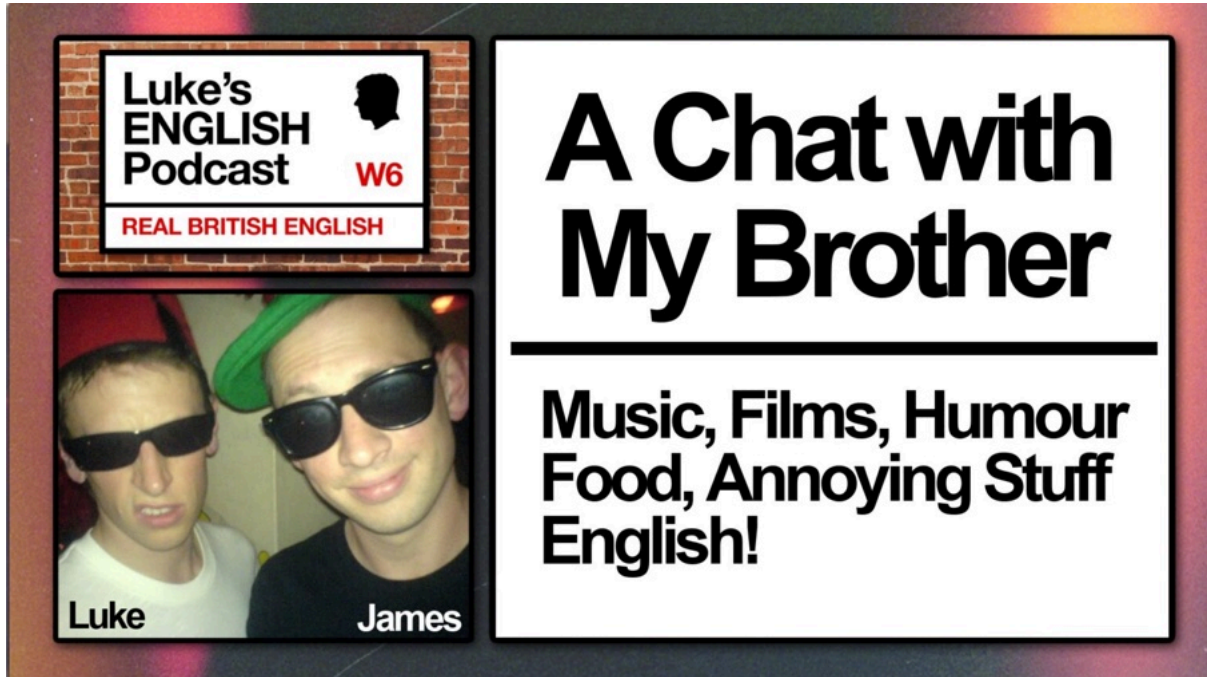 Luke's
ENGLISH
Podcast
W6
REAL BRITISH ENGLISH
Luke
James
A Chat with
My Brother
Music, Films, Humour
Food, Annoying Stuff
English!